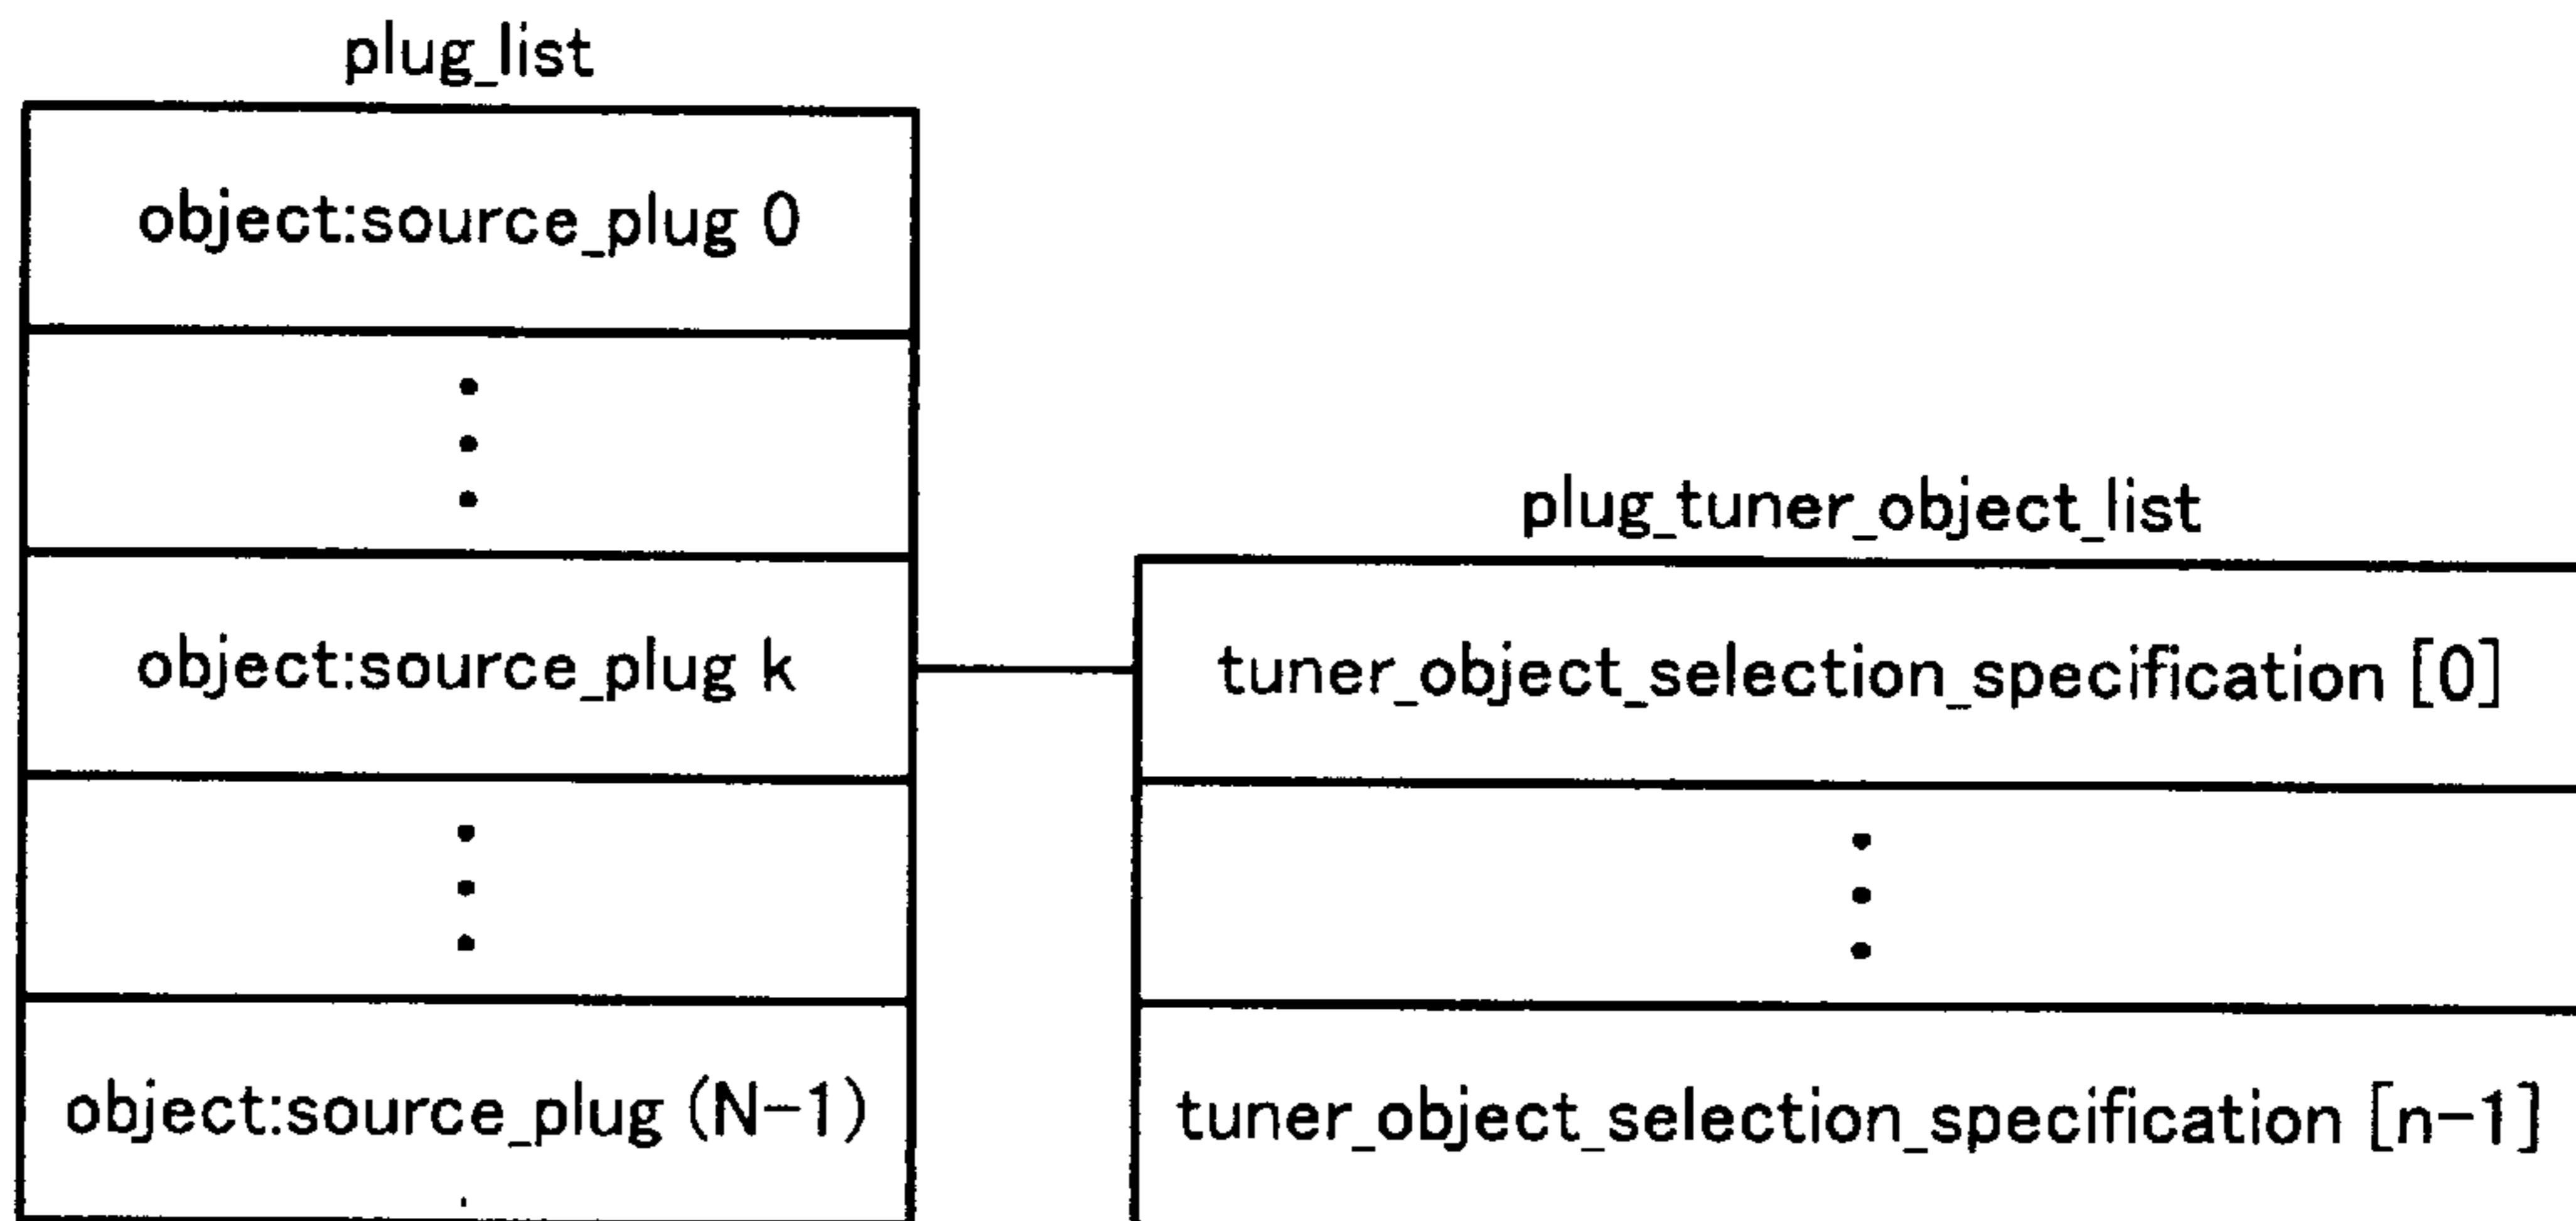 plug_list
object:source_plug 0
object:source_plug k
object:source_plug (N-1)
plug_tuner_object_list
tuner_object_selection_specification [0]
tuner_object_selection_specification [n-1]